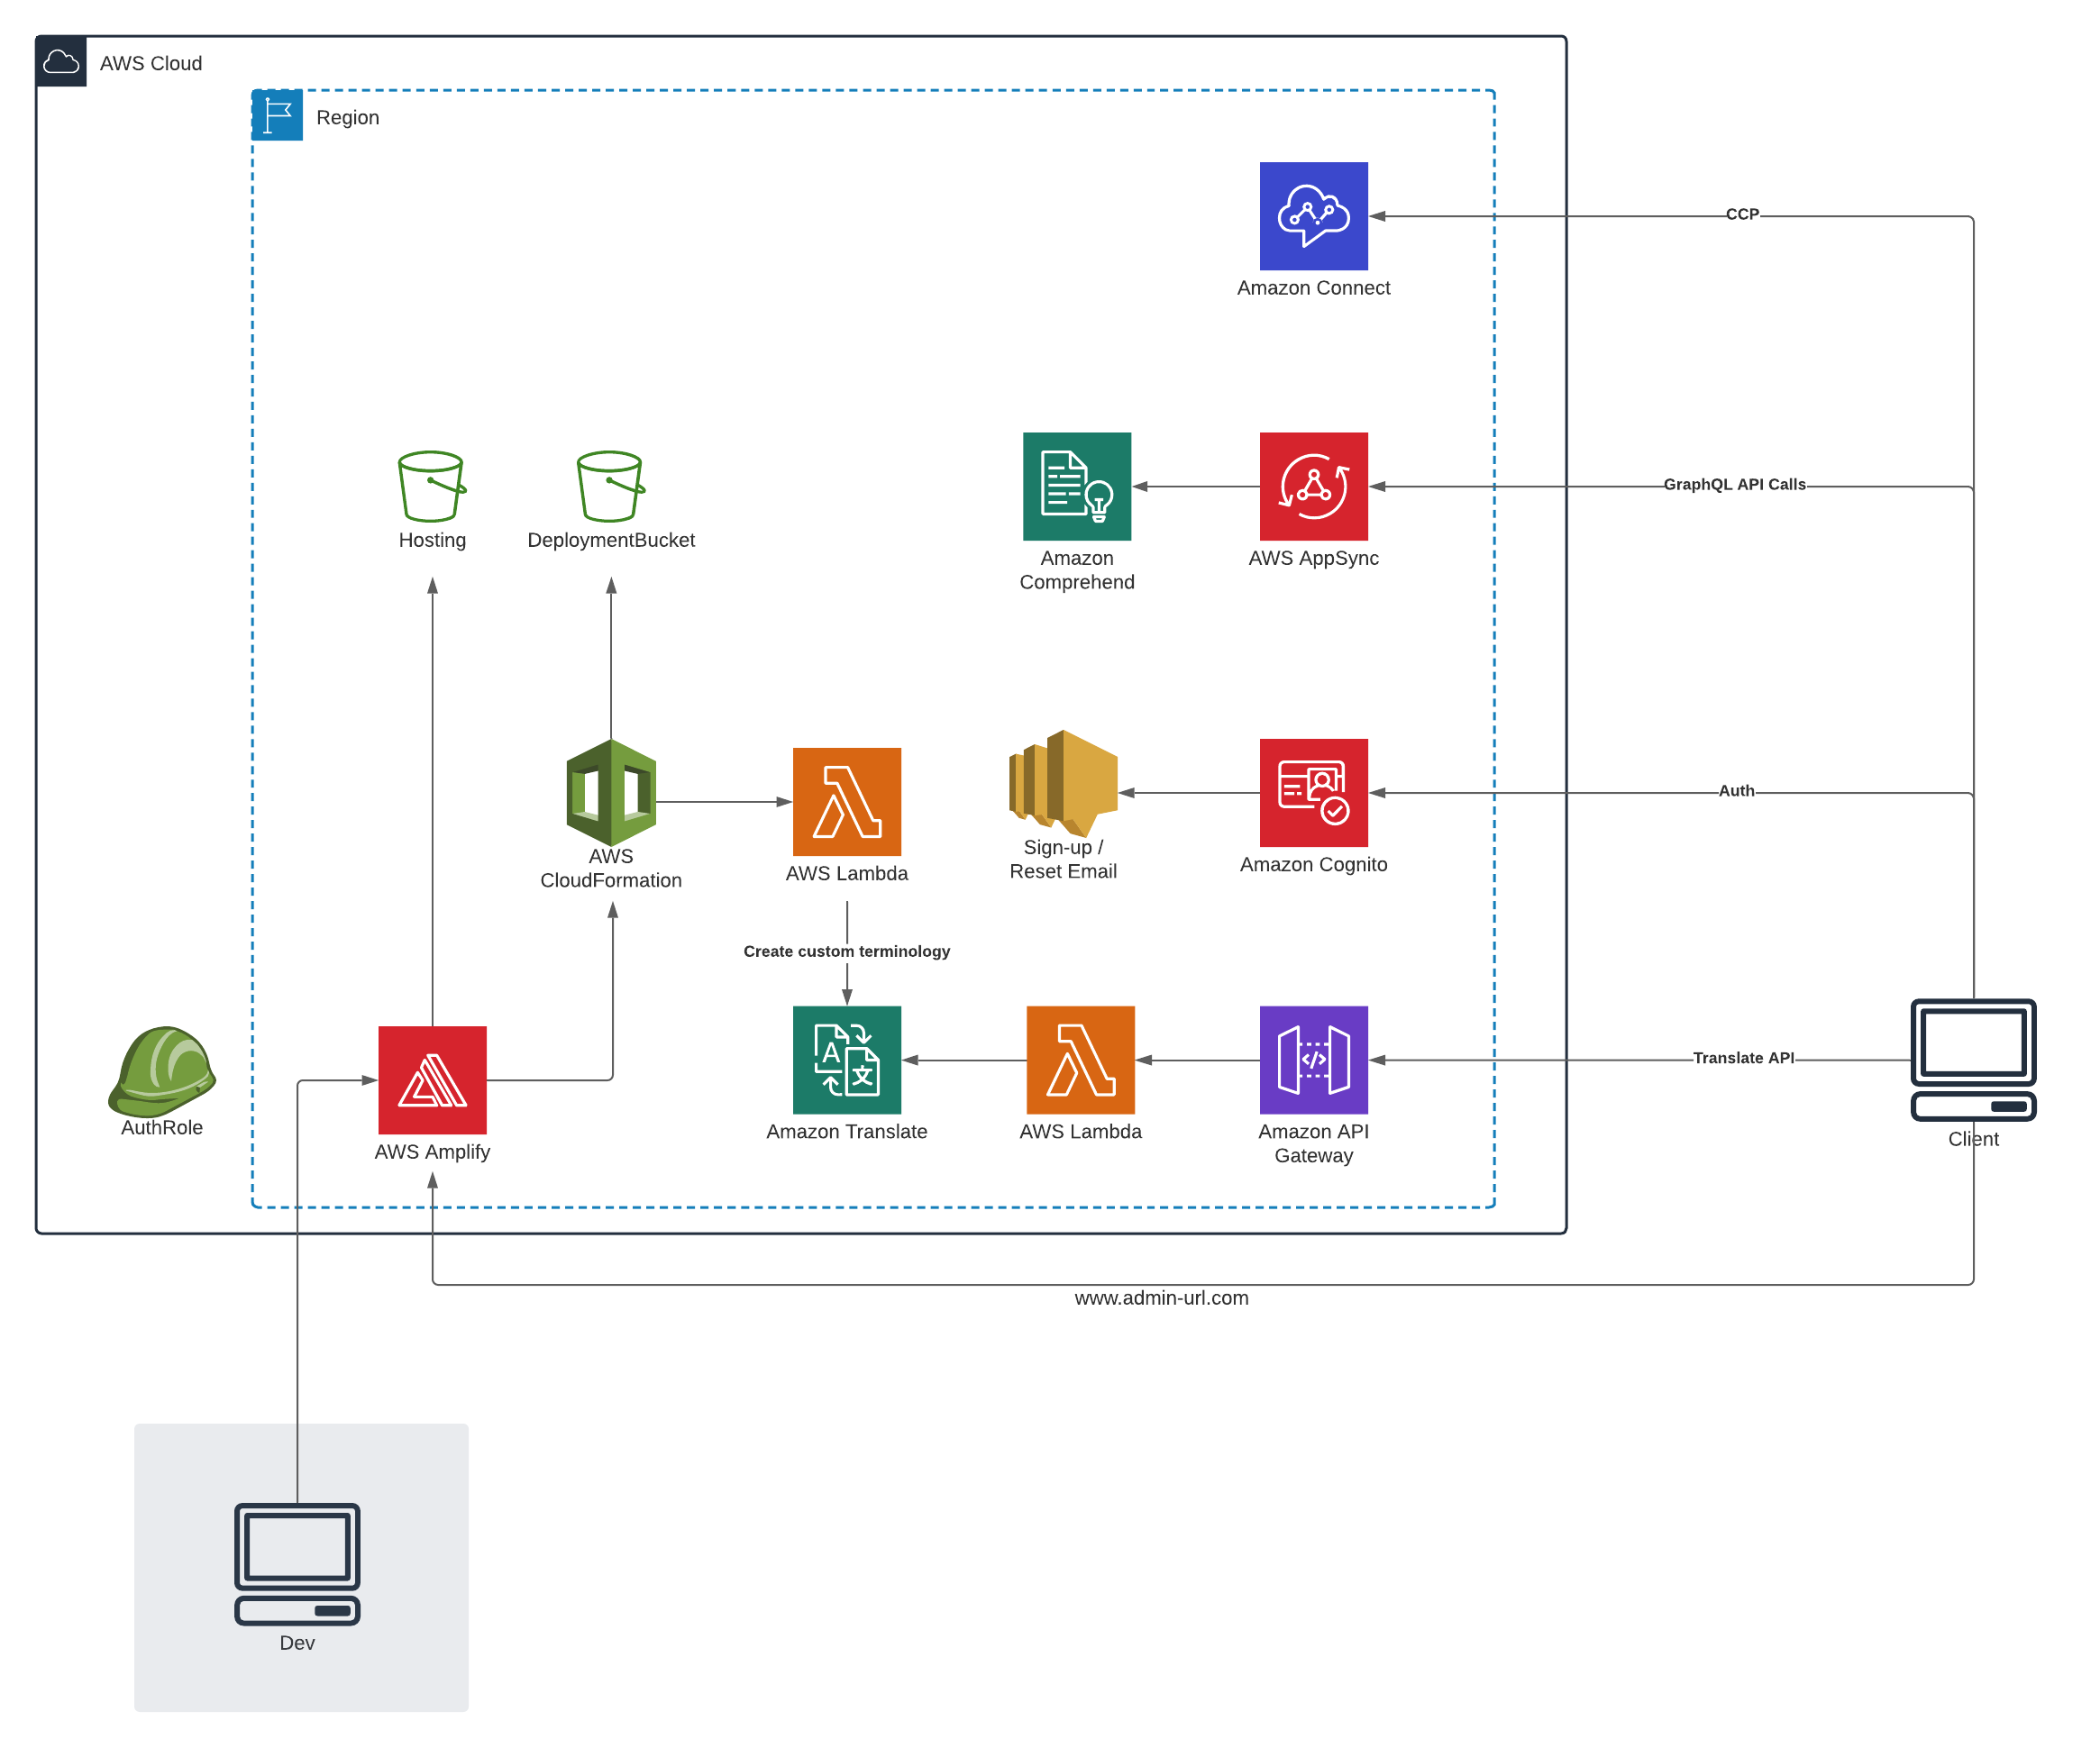 AWS Cloud
Region
CCP
Amazon Connect
GraphQL API Calls
Hosting
DeploymentBucket
Amazon
Comprehend
AWS AppSync
Auth
AWS
CloudFormation
AWS Lambda
Sign-up /
Reset Email
Amazon Cognito
Create custom terminology
A
文
Translate API
AuthRole
AWS Amplify
Amazon Translate
AWS Lambda
Amazon API
Gateway
Client
www.admin-url.com
Dev